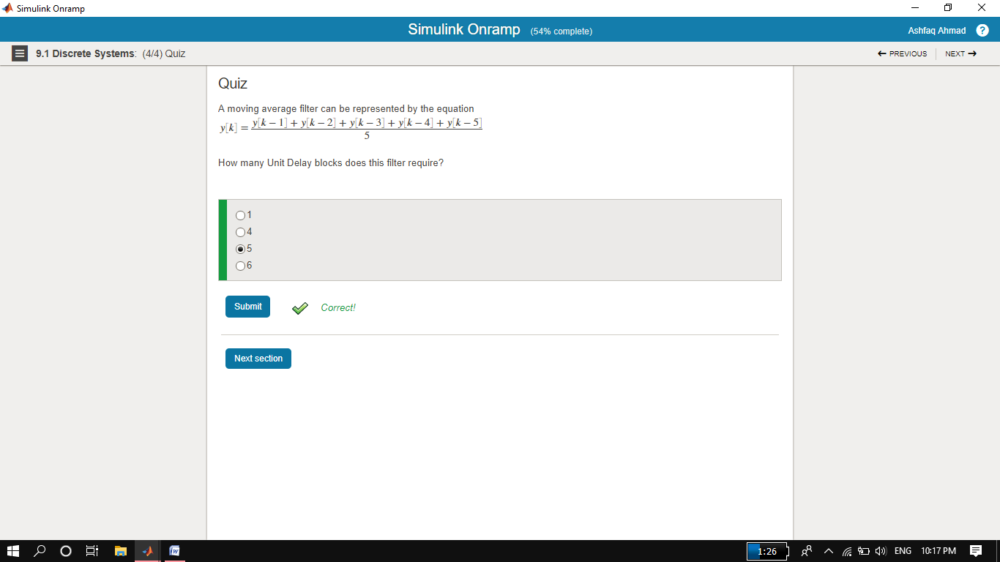 Simulink Onramp
Simulink Onramp (54% complete)
Ashfaq Ahmad ?
9.1 Discrete Systems: (4/4) Quiz
← PREVIOUS NEXT →
Quiz
A moving average filter can be represented by the equation
y[k] = (y[k − 1] + y[k − 2] + y[k − 3] + y[k − 4] + y[k − 5]) / 5
How many Unit Delay blocks does this filter require?
1
4
5
6
Submit Correct!
Next section
1:26 ENG 10:17 PM